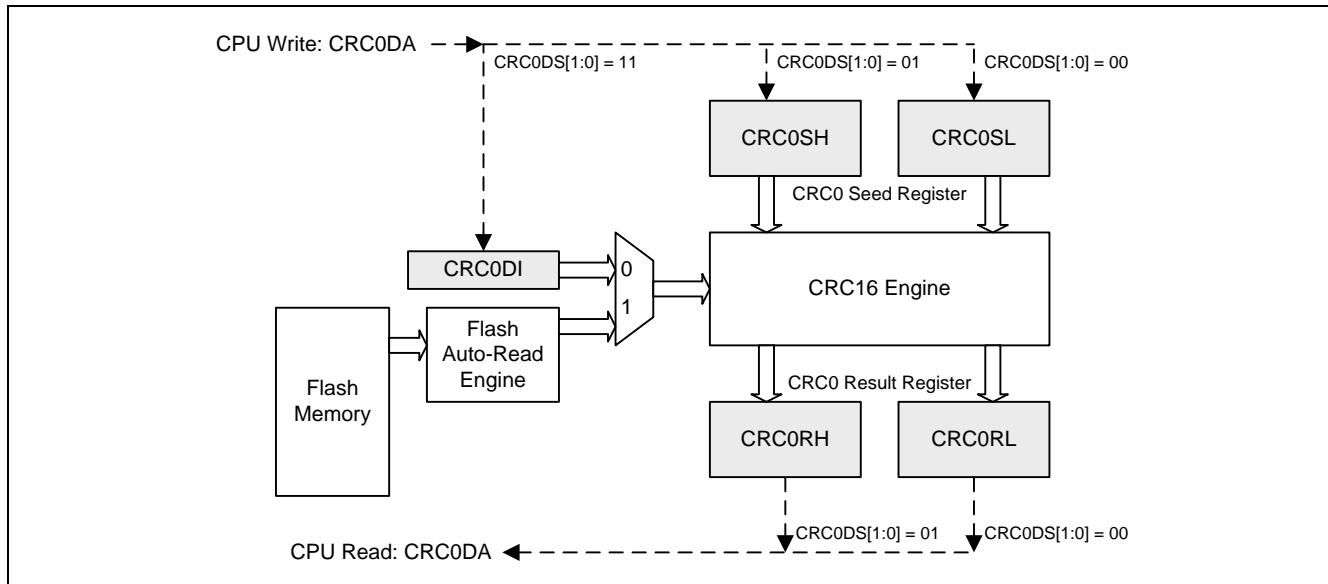 CPU Write: CRC0DA
CRC0DS[1:0] = 11
CRC0DS[1:0] = 01
CRC0DS[1:0] = 00
CRC0SH
CRC0SL
CRC0 Seed Register
CRC0DI
0
1
CRC16 Engine
Flash
Auto-Read
Engine
Flash
Memory
CRC0 Result Register
CRC0RH
CRC0RL
CRC0DS[1:0] = 01
CRC0DS[1:0] = 00
CPU Read: CRC0DA